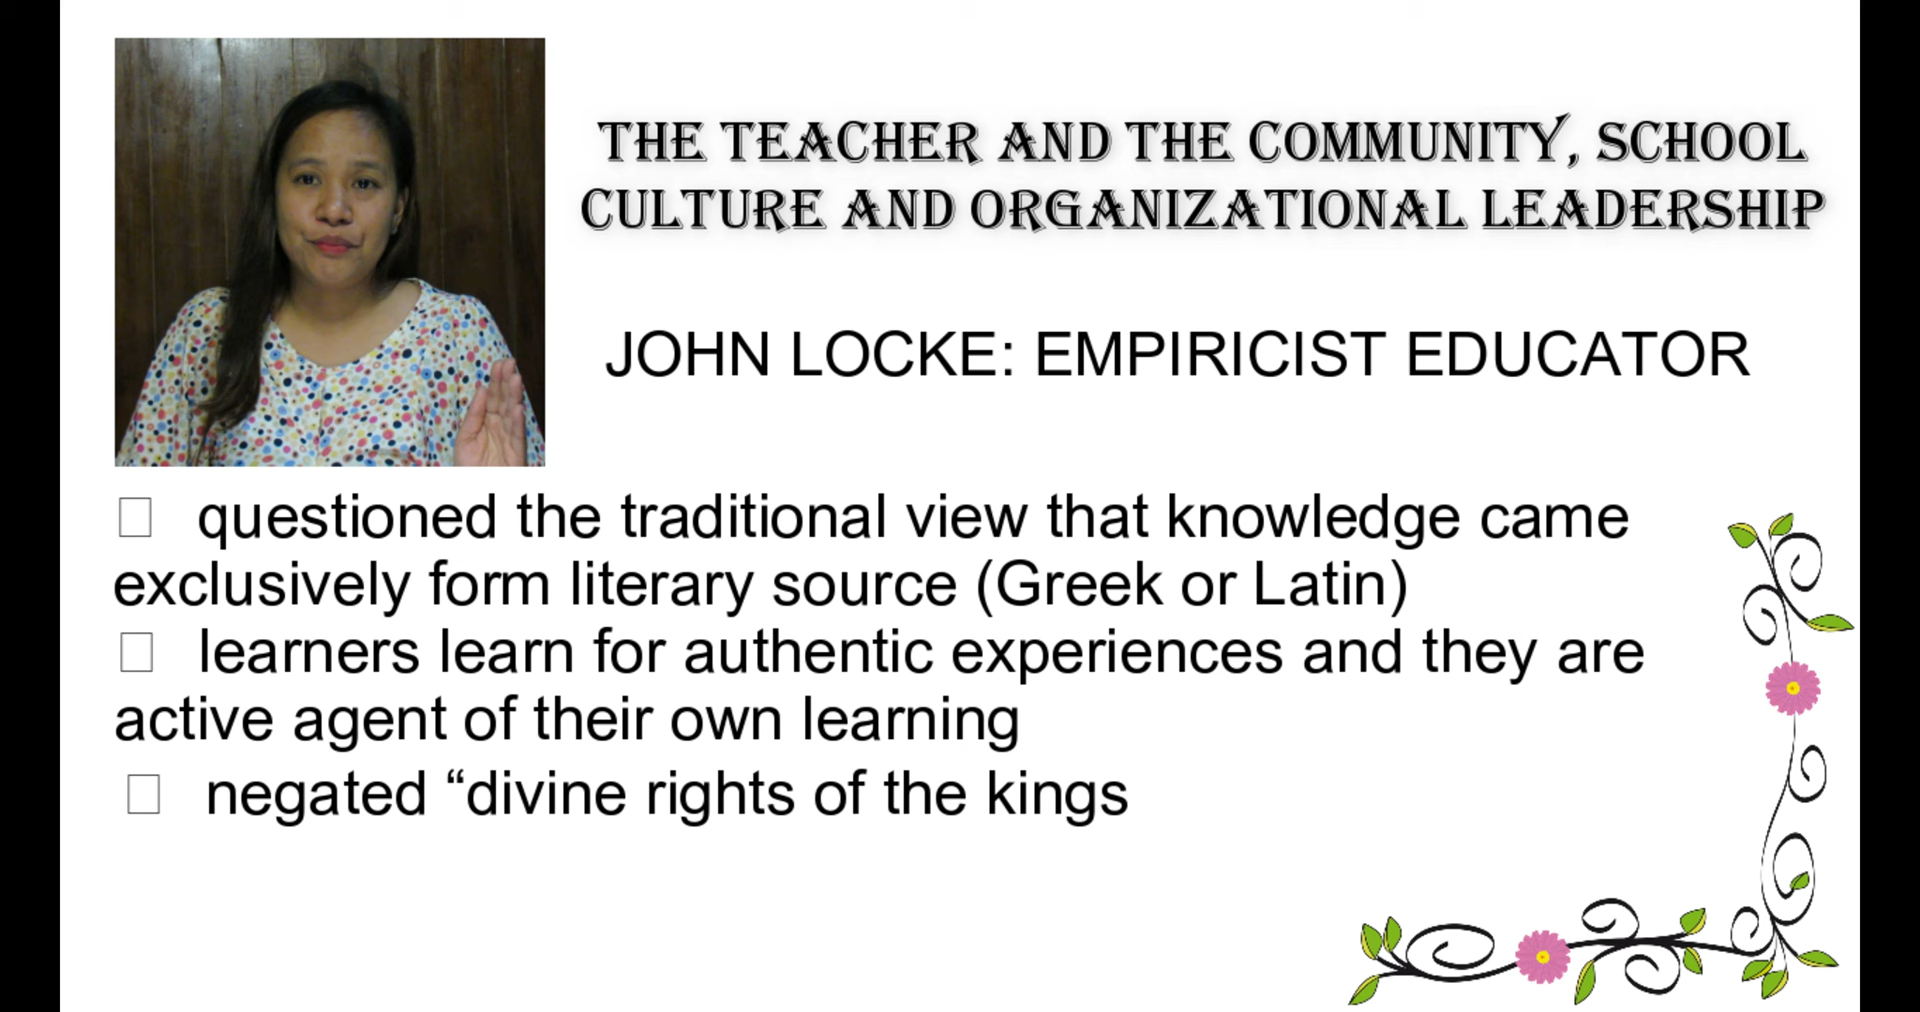 THE TEACHER AND THE COMMUNITY, SCHOOL
CULTURE AND ORGANIZATIONAL LEADERSHIP
JOHN LOCKE: EMPIRICIST EDUCATOR
questioned the traditional view that knowledge came
exclusively form literary source (Greek or Latin)
learners learn for authentic experiences and they are
active agent of their own learning
negated “divine rights of the kings